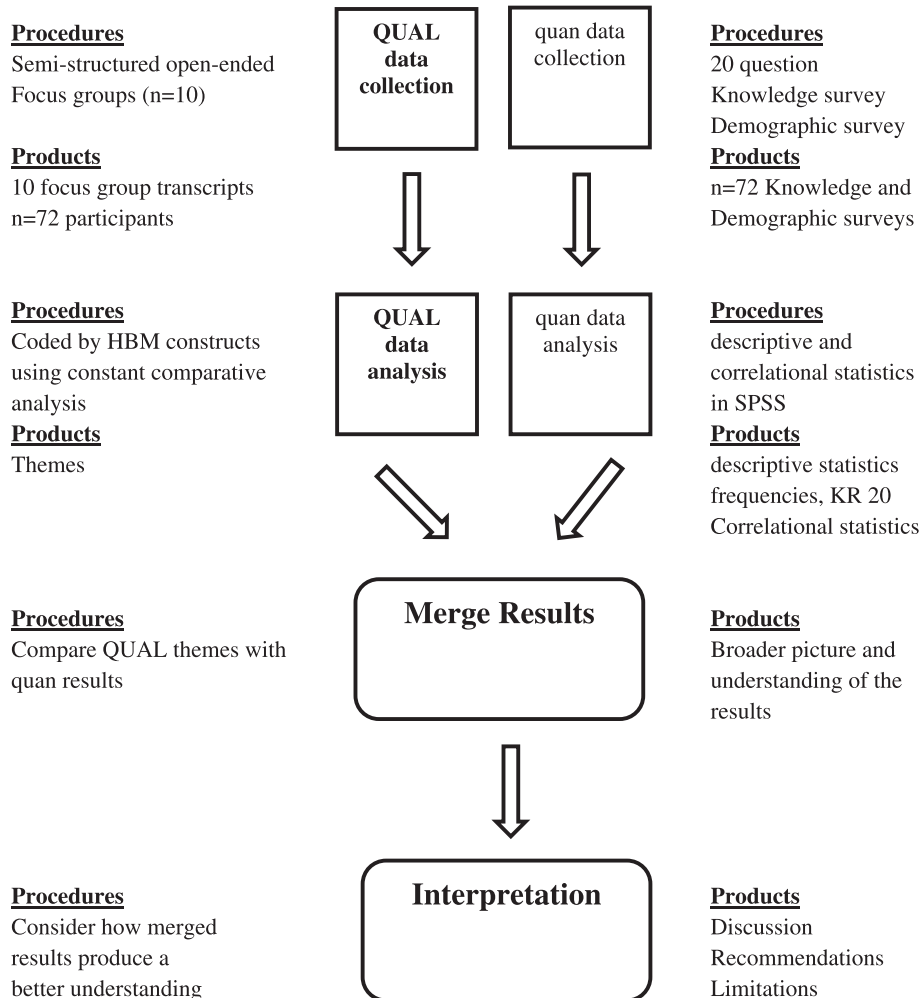 Procedures
Semi-structured open-ended
Focus groups (n=10)
Products
10 focus group transcripts
n=72 participants
QUAL
data
collection
quan data
collection
Procedures
20 question
Knowledge survey
Demographic survey
Products
n=72 Knowledge and
Demographic surveys
Procedures
Coded by HBM constructs
using constant comparative
analysis
Products
Themes
QUAL
data
analysis
quan data
analysis
Procedures
descriptive and
correlational statistics
in SPSS
Products
descriptive statistics
frequencies, KR 20
Correlational statistics
Procedures
Compare QUAL themes with
quan results
Merge Results
Products
Broader picture and
understanding of the
results
Procedures
Consider how merged
results produce a
better understanding
Interpretation
Products
Discussion
Recommendations
Limitations